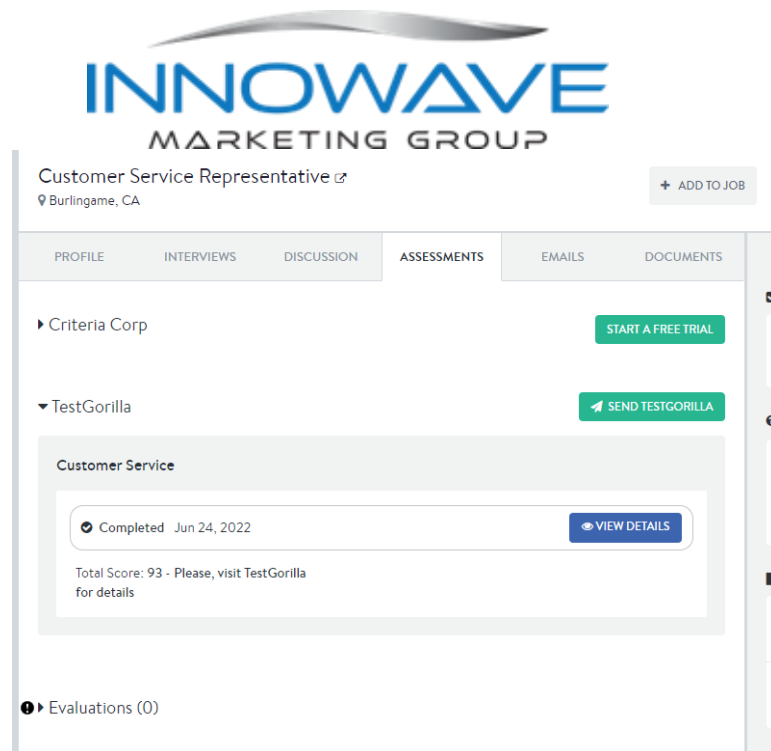 INNOWAVE
MARKETING GROUP
Customer Service Representative
Burlingame, CA
+ ADD TO JOB
PROFILE INTERVIEWS DISCUSSION ASSESSMENTS EMAILS DOCUMENTS
Criteria Corp
START A FREE TRIAL
TestGorilla
SEND TESTGORILLA
Customer Service
Completed Jun 24, 2022
VIEW DETAILS
Total Score: 93 - Please, visit TestGorilla
for details
Evaluations (0)